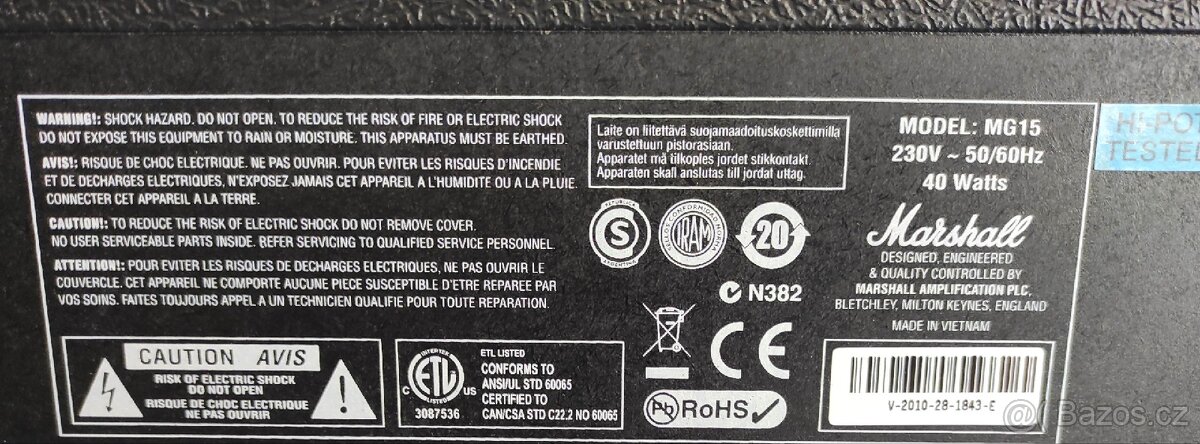 WARNING!: SHOCK HAZARD. DO NOT OPEN. TO REDUCE THE RISK OF FIRE OR ELECTRIC SHOCK
DO NOT EXPOSE THIS EQUIPMENT TO RAIN OR MOISTURE. THIS APPARATUS MUST BE EARTHED.
AVIS!: RISQUE DE CHOC ELECTRIQUE. NE PAS OUVRIR. POUR EVITER LES RISQUES D'INCENDIE
ET DE DECHARGES ELECTRIQUES, N'EXPOSEZ JAMAIS CET APPAREIL A L'HUMIDITE OU A LA PLUIE.
CONNECTER CET APPAREIL A LA TERRE.
CAUTION!: TO REDUCE THE RISK OF ELECTRIC SHOCK DO NOT REMOVE COVER.
NO USER SERVICEABLE PARTS INSIDE. BEFER SERVICING TO QUALIFIED SERVICE PERSONNEL.
ATTENTION!: POUR EVITER LES RISQUES DE DECHARGES ELECTRIQUES, NE PAS OUVRIR LE
COUVERCLE. CET APPAREIL NE COMPORTE AUCUNE PIECE SUSCEPTIBLE D'ETRE REPAREE PAR
VOS SOINS. FAITES TOUJOURS APPEL A UN TECHNICIEN QUALIFIE POUR TOUTE REPARATION.
CAUTION AVIS
RISK OF ELECTRIC SHOCK
DO NOT OPEN
RISQUE DE CHOC ELECTRIQUE
NE PAS OUVRIR
INTERTEK
C ETL US
LISTED
3087536
ETL LISTED
CONFORMS TO
ANSI/UL STD 60065
CERTIFIED TO
CAN/CSA STD C22.2 NO 60065
Laite on liitettävä suojamaadoituskoskettimilla
varustettuun pistorasiaan.
Apparatet må tilkoples jordet stikkontakt.
Apparaten skall anslutas till jordat uttag.
REPUBLICA
S
ARGENTINA
IRAM
20
N382
CE
Pb RoHS
MODEL: MG15
230V ~ 50/60Hz
40 Watts
Marshall
DESIGNED, ENGINEERED
& QUALITY CONTROLLED BY
MARSHALL AMPLIFICATION PLC,
BLETCHLEY, MILTON KEYNES, ENGLAND
MADE IN VIETNAM
V-2010-28-1843-E
HI-POT
TESTED
@ Bazos.cz